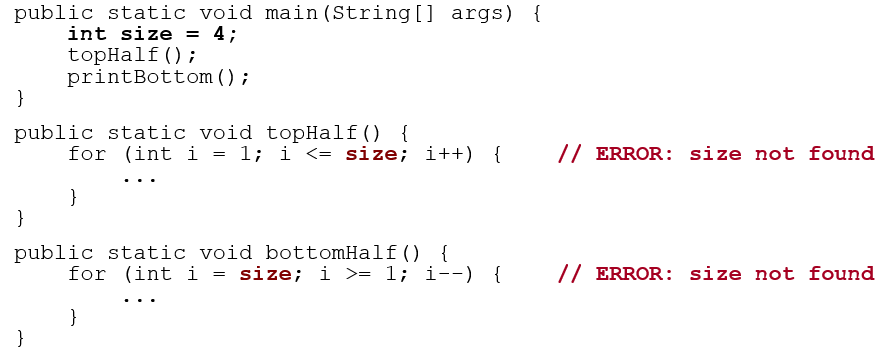 public static void main(String[] args) {
    int size = 4;
    topHalf();
    printBottom();
}
public static void topHalf() {
    for (int i = 1; i <= size; i++) {    // ERROR: size not found
        ...
    }
}
public static void bottomHalf() {
    for (int i = size; i >= 1; i--) {    // ERROR: size not found
        ...
    }
}